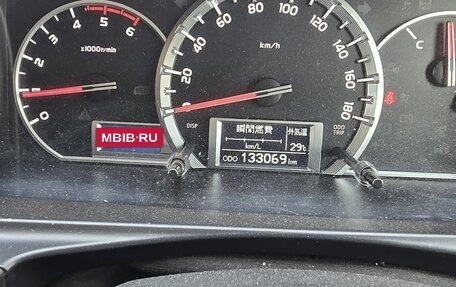 0
1
2
3
4
5
6
x1000r/min
MBIB-RU
0
20
40
60
80
100
120
140
160
180
km/h
DISP
ODO
TRIP
瞬間燃費
km/L
外気温
29℃
ODO 133069 km
C